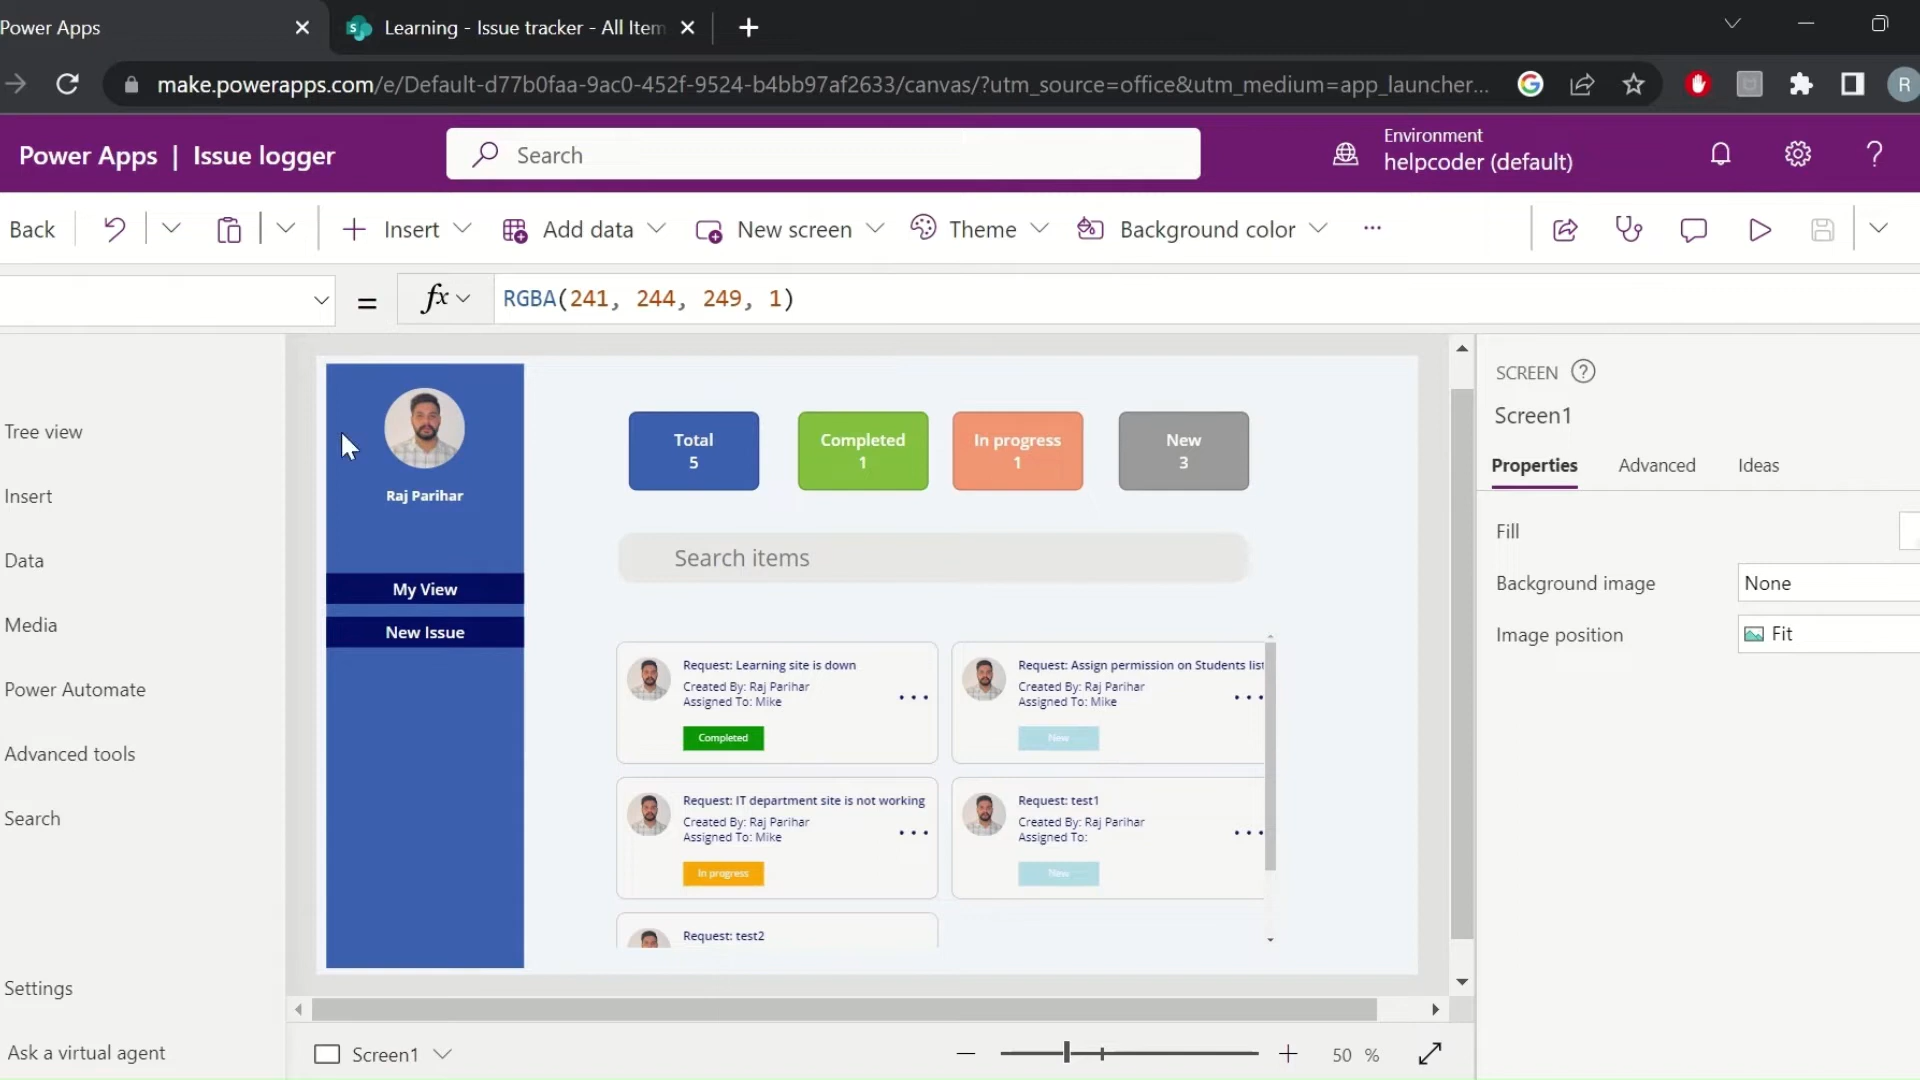 Power Apps
Learning - Issue tracker - All Item
make.powerapps.com/e/Default-d77b0faa-9ac0-452f-9524-b4bb97af2633/canvas/?utm_source=office&utm_medium=app_launcher...
R
Power Apps | Issue logger
Search
Environment
helpcoder (default)
Back
Insert
Add data
New screen
Theme
Background color
...
= fx RGBA(241, 244, 249, 1)
Tree view
Insert
Data
Media
Power Automate
Advanced tools
Search
Settings
Ask a virtual agent
Raj Parihar
My View
New Issue
Total
5
Completed
1
In progress
1
New
3
Search items
Request: Learning site is down
Created By: Raj Parihar
Assigned To: Mike
Completed
Request: Assign permission on Students list
Created By: Raj Parihar
Assigned To: Mike
New
Request: IT department site is not working
Created By: Raj Parihar
Assigned To: Mike
In progress
Request: test1
Created By: Raj Parihar
Assigned To:
New
Request: test2
SCREEN
Screen1
Properties
Advanced
Ideas
Fill
Background image
None
Image position
Fit
Screen1
50 %